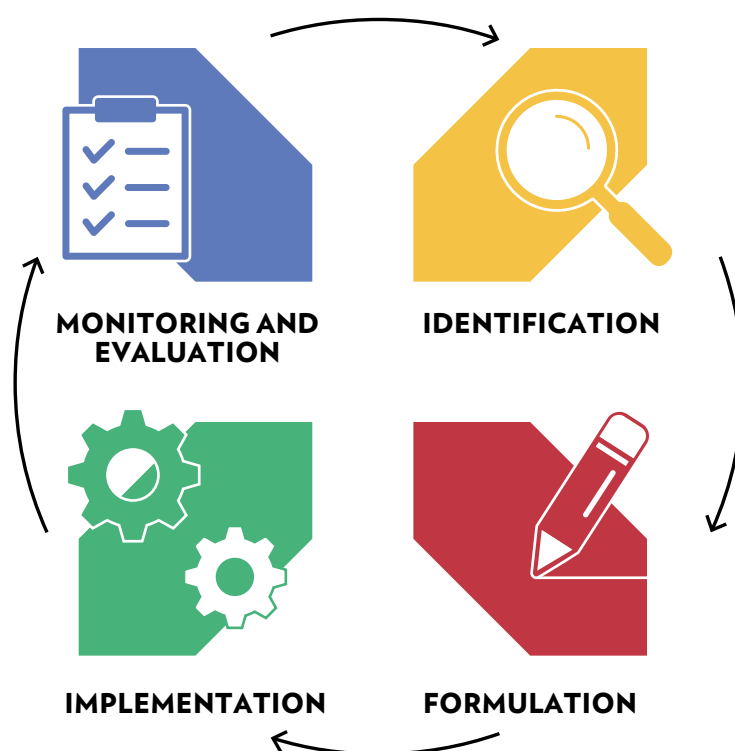 MONITORING AND
EVALUATION
IDENTIFICATION
IMPLEMENTATION
FORMULATION